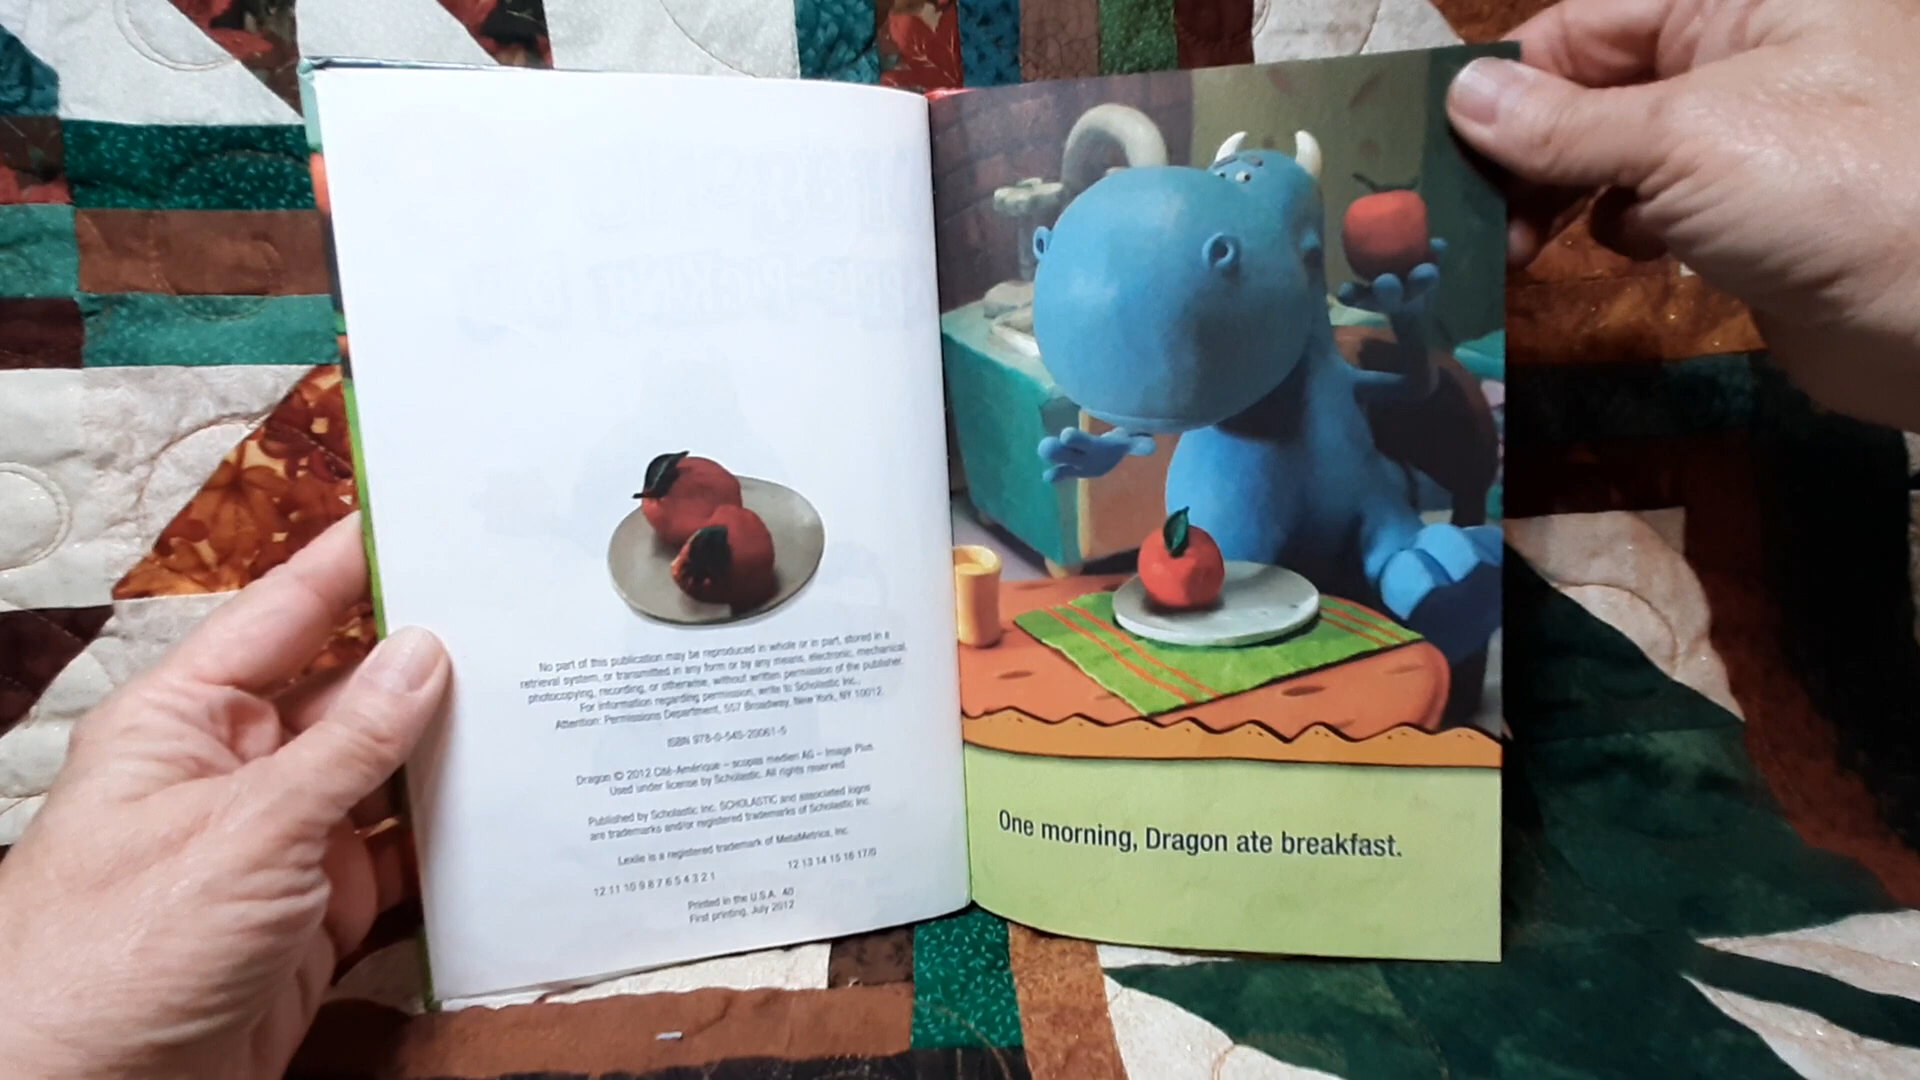 No part of this publication may be reproduced in whole or in part, stored in a
retrieval system, or transmitted in any form or by any means, electronic, mechanical,
photocopying, recording, or otherwise, without written permission of the publisher.
For information regarding permission, write to Scholastic Inc.,
Attention: Permissions Department, 557 Broadway, New York, NY 10012.
ISBN 978-0-545-20061-5
Dragon © 2012 Cité-Amérique – scopas medien AG – Image Plus
Used under license by Scholastic. All rights reserved.
Published by Scholastic Inc. SCHOLASTIC and associated logos
are trademarks and/or registered trademarks of Scholastic Inc.
Lexile is a registered trademark of MetaMetrics, Inc.
12 11 10 9 8 7 6 5 4 3 2 1 12 13 14 15 16 17/0
Printed in the U.S.A. 40
First printing, July 2012
One morning, Dragon ate breakfast.